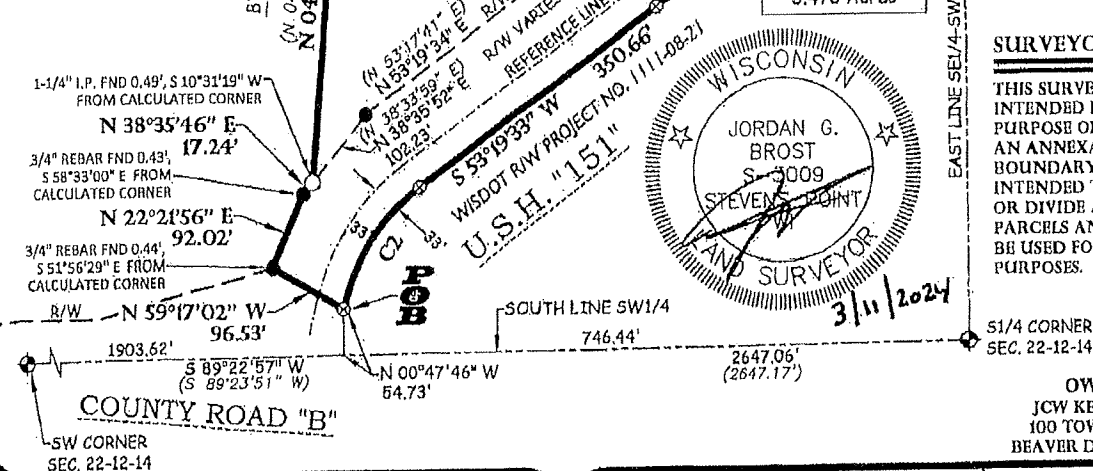 1-1/4" I.P. FND 0.49', S 10°31'19" W
FROM CALCULATED CORNER
N 38°35'46" E
17.24'
3/4" REBAR FND 0.43',
S 58°33'00" E FROM
CALCULATED CORNER
N 22°21'56" E
92.02'
3/4" REBAR FND 0.44',
S 51°56'29" E FROM
CALCULATED CORNER
R/W
N 59°17'02" W
96.53'
1903.62'
S 89°22'57" W
(S 89°23'51" W)
COUNTY ROAD "B"
SW CORNER
SEC. 22-12-14
(N 53°17'41" E)
N 53°19'34" E
R/W VARIES
REFERENCE LINE
(N 38°33'59" E)
N 38°35'52" E
102.23'
350.66'
S 53°19'33" W
WISDOT R/W PROJECT NO. 1111-08-21
U.S.H. "151"
33'
33'
C2
POB
SOUTH LINE SW1/4
746.44'
2647.06'
(2647.17')
N 00°47'46" W
54.73'
WISCONSIN
JORDAN G.
BROST
S-3009
STEVENS POINT
WI
LAND SURVEYOR
3/11/2024
EAST LINE SE1/4-SW
SURVEYO
THIS SURVE
INTENDED
PURPOSE O
AN ANNEXA
BOUNDARY
INTENDED
OR DIVIDE
PARCELS AN
BE USED FO
PURPOSES.
S1/4 CORNER
SEC. 22-12-14
OW
JCW KE
100 TOW
BEAVER D